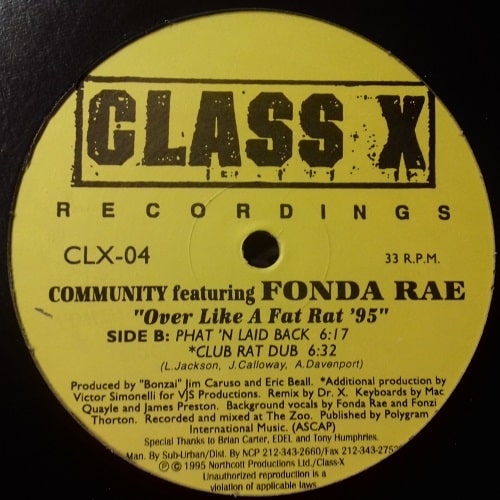 CLASS X
RECORDINGS
CLX-04
33 R.P.M.
COMMUNITY featuring FONDA RAE
"Over Like A Fat Rat '95"
SIDE B: PHAT 'N LAID BACK 6:17
*CLUB RAT DUB 6:32
(L.Jackson, J.Calloway, A.Davenport)
Produced by "Bonzai" Jim Caruso and Eric Beall. *Additional production by
Victor Simonelli for VJS Productions. Remix by Dr. X. Keyboards by Mac
Quayle and James Preston. Background vocals by Fonda Rae and Fonzi
Thorton. Recorded and mixed at The Zoo. Published by Polygram
International Music. (ASCAP)
Special Thanks to Brian Carter, EDEL and Tony Humphries.
Man. By Sub-Urban/Dist. By NCP 212-343-2660/Fax 212-343-275
℗ © 1995 Northcott Productions Ltd./Class-X
Unauthorized reproduction is a
violation of applicable laws.